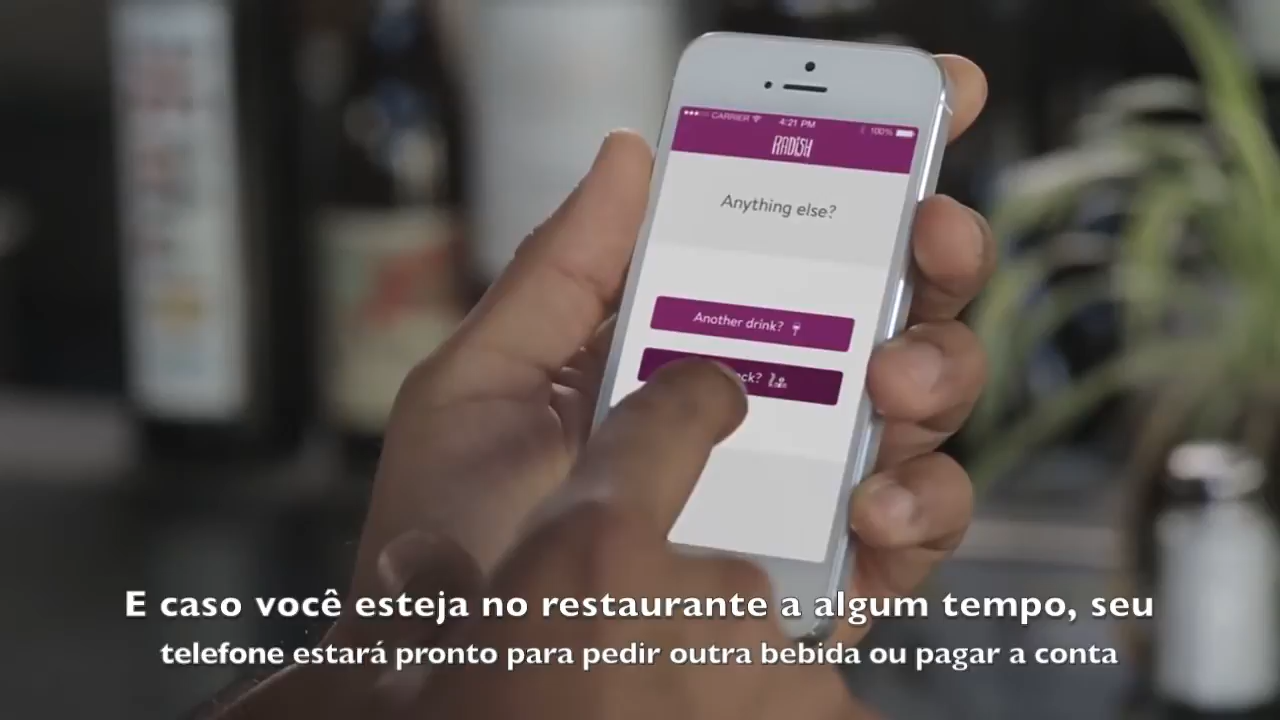 CARRIER 4:21 PM 100%
RADISH
Anything else?
Another drink?
E caso você esteja no restaurante a algum tempo, seu
telefone estará pronto para pedir outra bebida ou pagar a conta